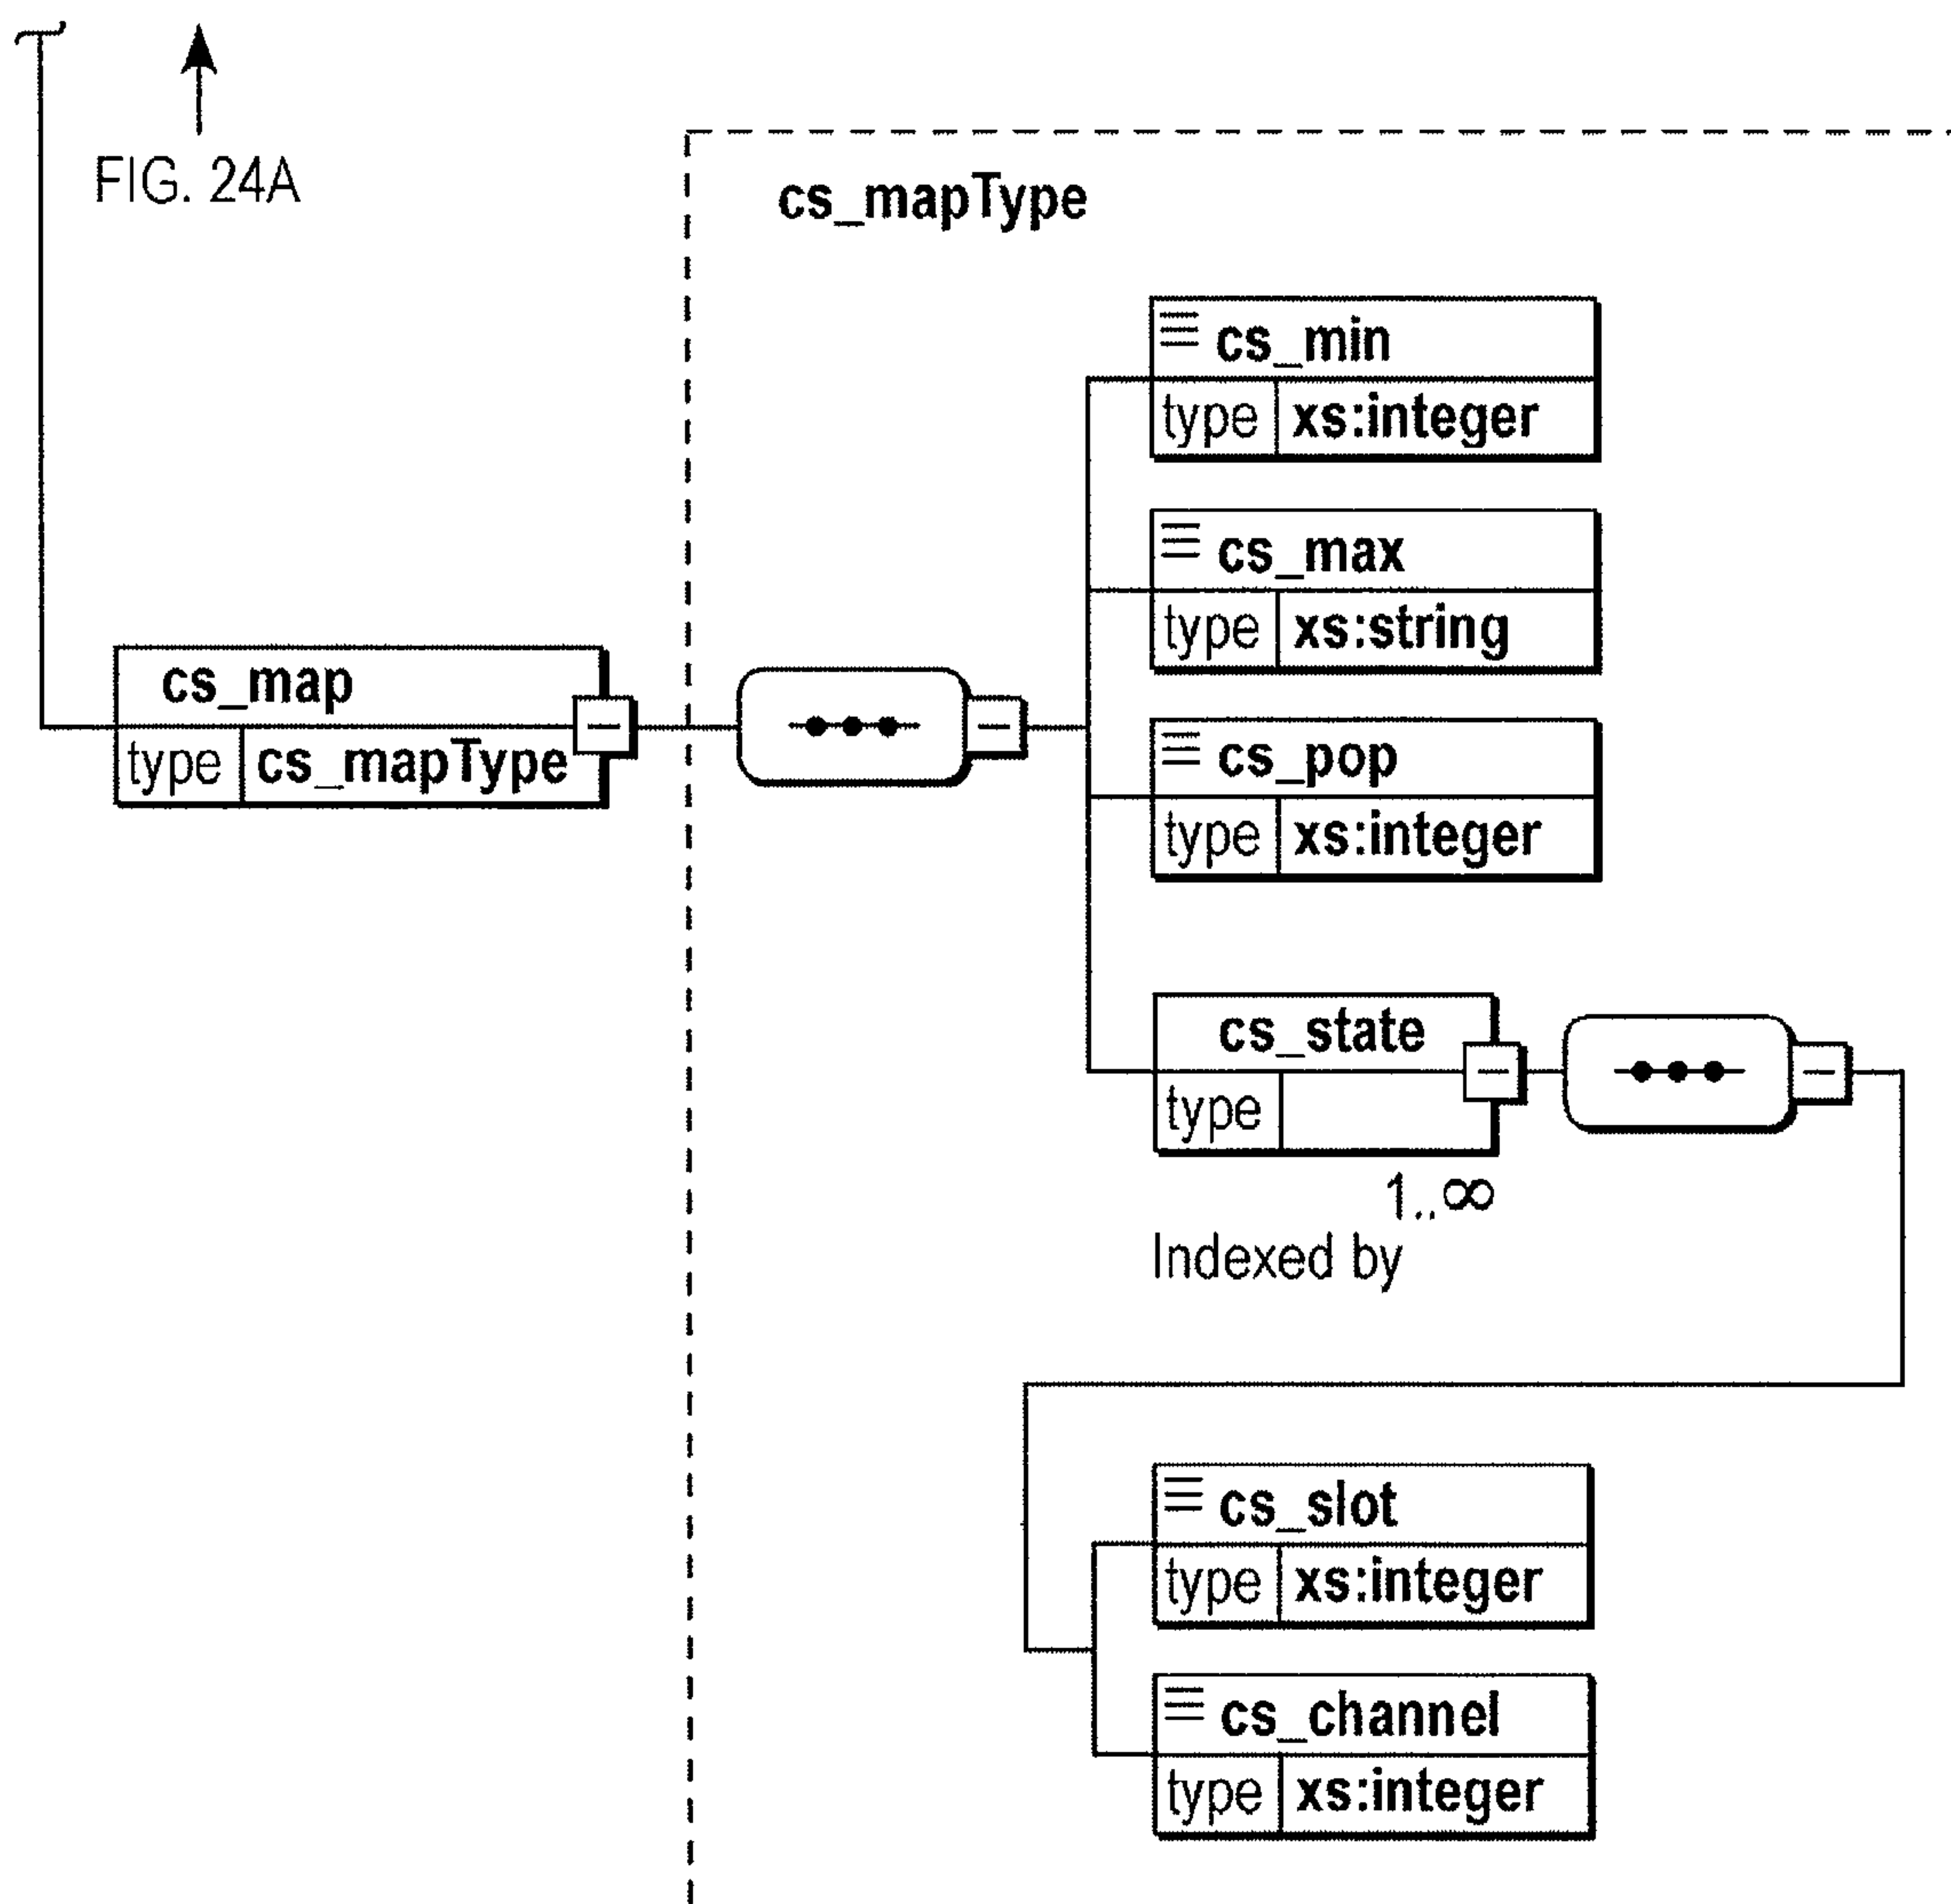 FIG. 24A
cs_mapType
cs_min
type xs:integer
cs_max
type xs:string
cs_map
type cs_mapType
cs_pop
type xs:integer
cs_state
type
1..∞
Indexed by
cs_slot
type xs:integer
cs_channel
type xs:integer